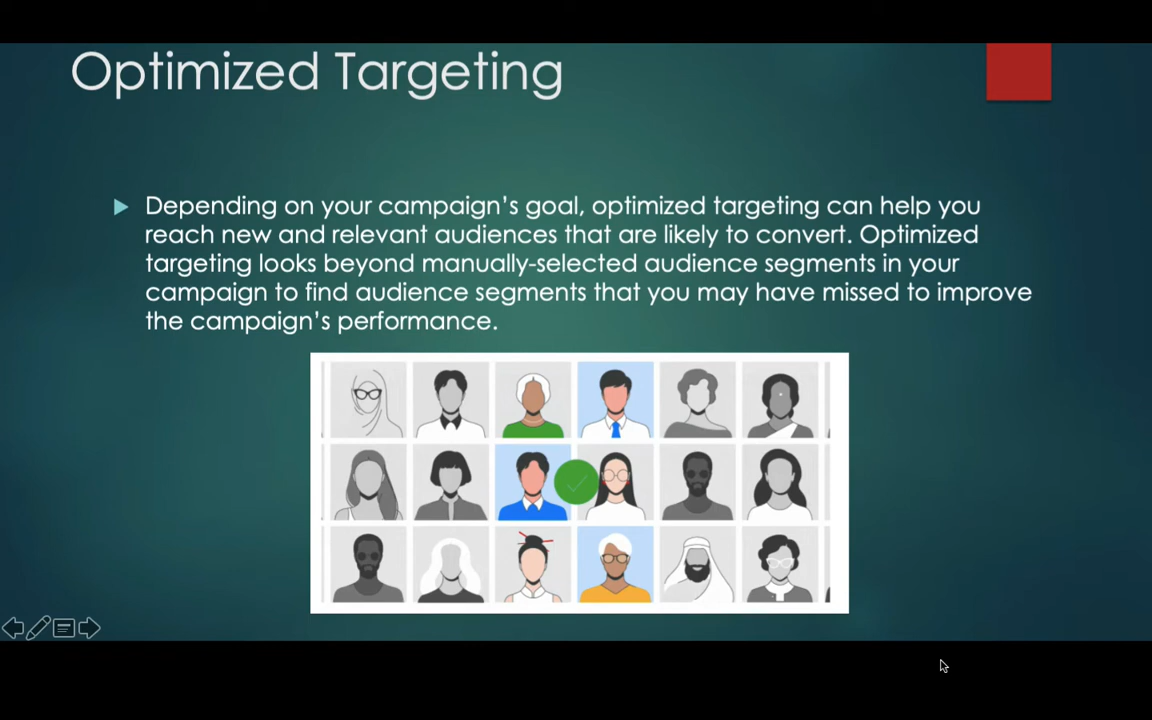 Optimized Targeting
Depending on your campaign's goal, optimized targeting can help you
reach new and relevant audiences that are likely to convert. Optimized
targeting looks beyond manually-selected audience segments in your
campaign to find audience segments that you may have missed to improve
the campaign's performance.